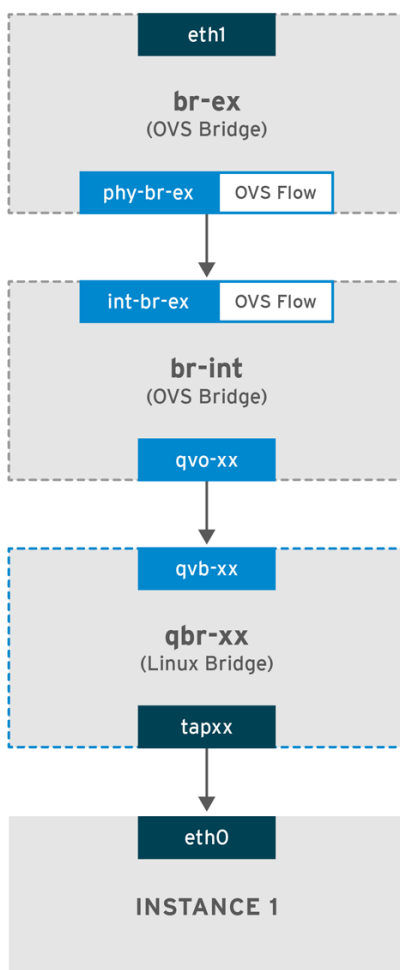 eth1
br-ex
(OVS Bridge)
phy-br-ex OVS Flow
int-br-ex OVS Flow
br-int
(OVS Bridge)
qvo-xx
qvb-xx
qbr-xx
(Linux Bridge)
tapxx
eth0
INSTANCE 1